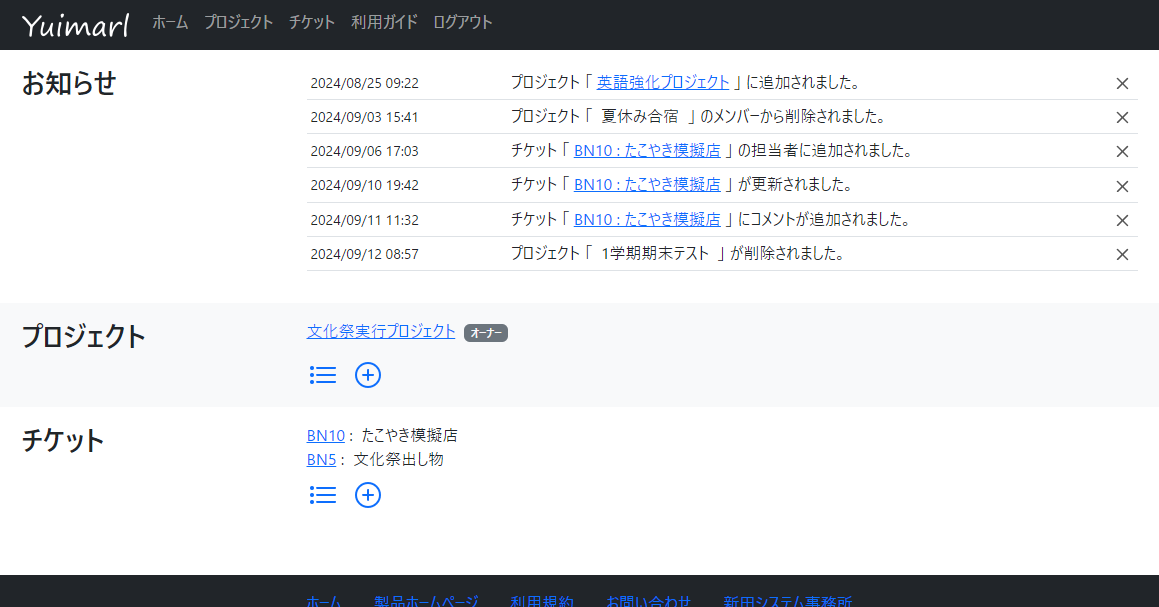 Yuimarl ホーム プロジェクト チケット 利用ガイド ログアウト
お知らせ
2024/08/25 09:22 プロジェクト「 英語強化プロジェクト 」に追加されました。
2024/09/03 15:41 プロジェクト「 夏休み合宿 」のメンバーから削除されました。
2024/09/06 17:03 チケット「 BN10 : たこやき模擬店 」の担当者に追加されました。
2024/09/10 19:42 チケット「 BN10 : たこやき模擬店 」が更新されました。
2024/09/11 11:32 チケット「 BN10 : たこやき模擬店 」にコメントが追加されました。
2024/09/12 08:57 プロジェクト「 1学期期末テスト 」が削除されました。
プロジェクト
文化祭実行プロジェクト オーナー
チケット
BN10 : たこやき模擬店
BN5 : 文化祭出し物
ホーム 製品ホームページ 利用規約 お問い合わせ 新田システム事務所